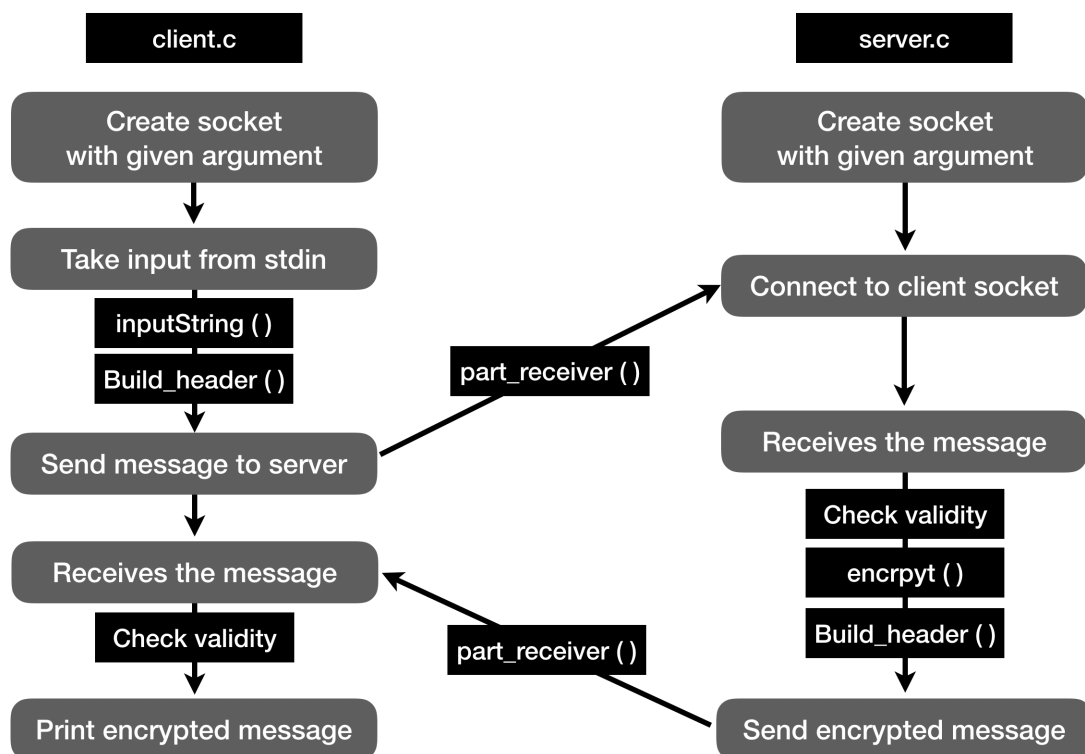 client.c
Create socket
with given argument
Take input from stdin
inputString ( )
Build_header ( )
Send message to server
Receives the message
Check validity
Print encrypted message
part_receiver ( )
part_receiver ( )
server.c
Create socket
with given argument
Connect to client socket
Receives the message
Check validity
encrpyt ( )
Build_header ( )
Send encrypted message